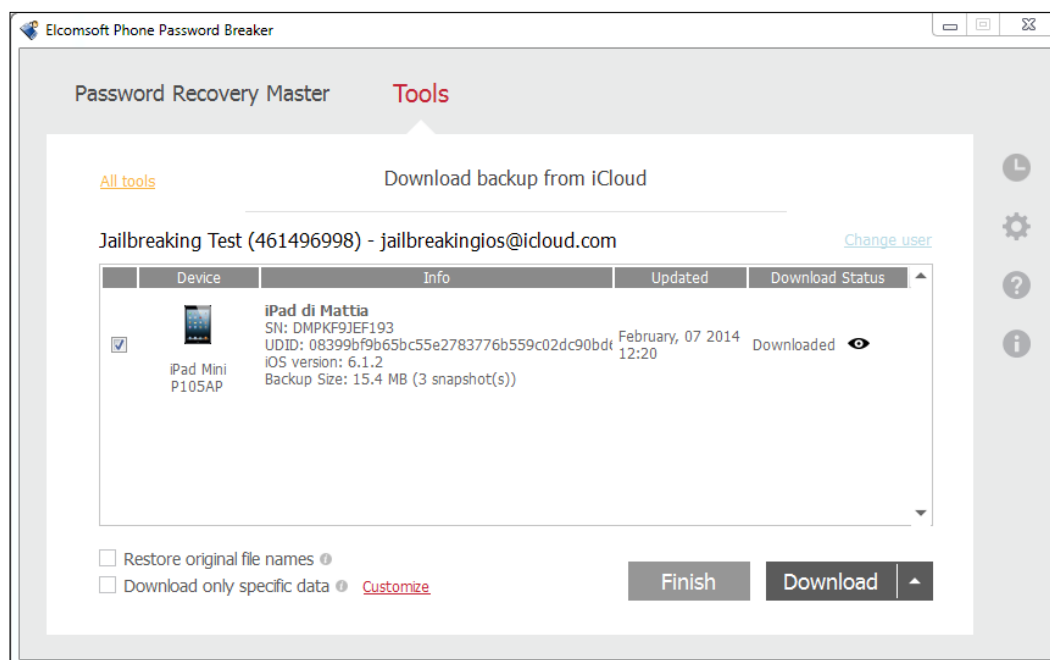 Elcomsoft Phone Password Breaker
Password Recovery Master
Tools
All tools
Download backup from iCloud
Jailbreaking Test (461496998) - jailbreakingios@icloud.com
Change user
Device Info Updated Download Status
iPad Mini
P105AP
iPad di Mattia
SN: DMPKF9JEF193
UDID: 08399bf9b65bc55e2783776b559c02dc90bd6
iOS version: 6.1.2
Backup Size: 15.4 MB (3 snapshot(s))
February, 07 2014
12:20
Downloaded
Restore original file names
Download only specific data Customize
Finish
Download